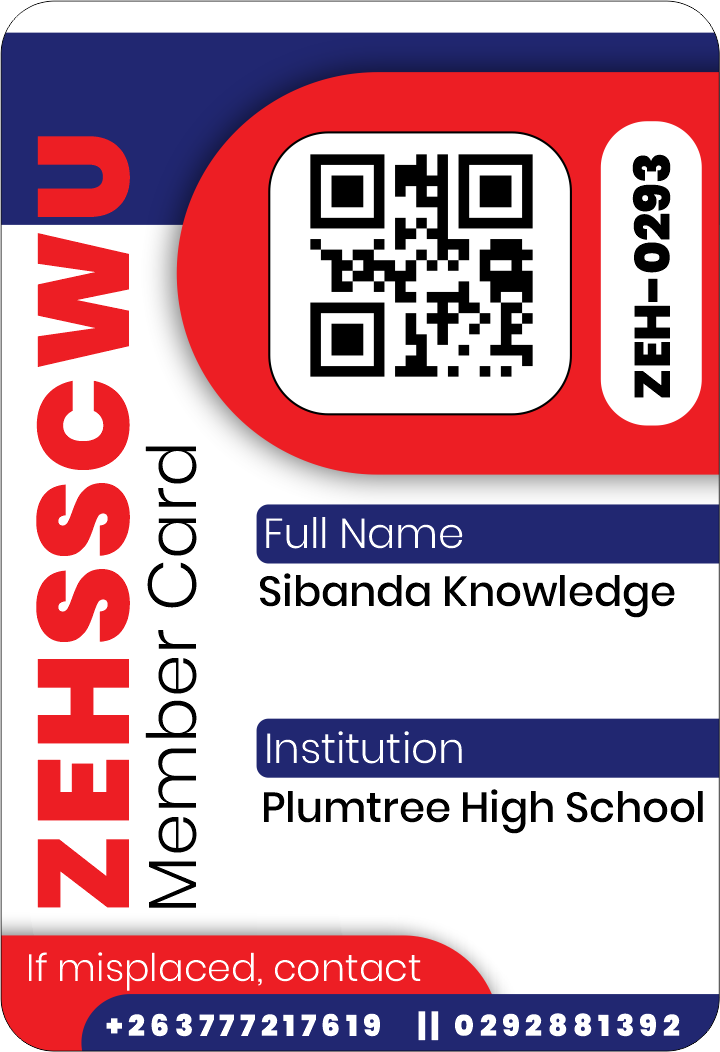 ZEHSSCWU
Member Card
ZEH-0293
Full Name
Sibanda Knowledge
Institution
Plumtree High School
If misplaced, contact
+263777217619 || 0292881392